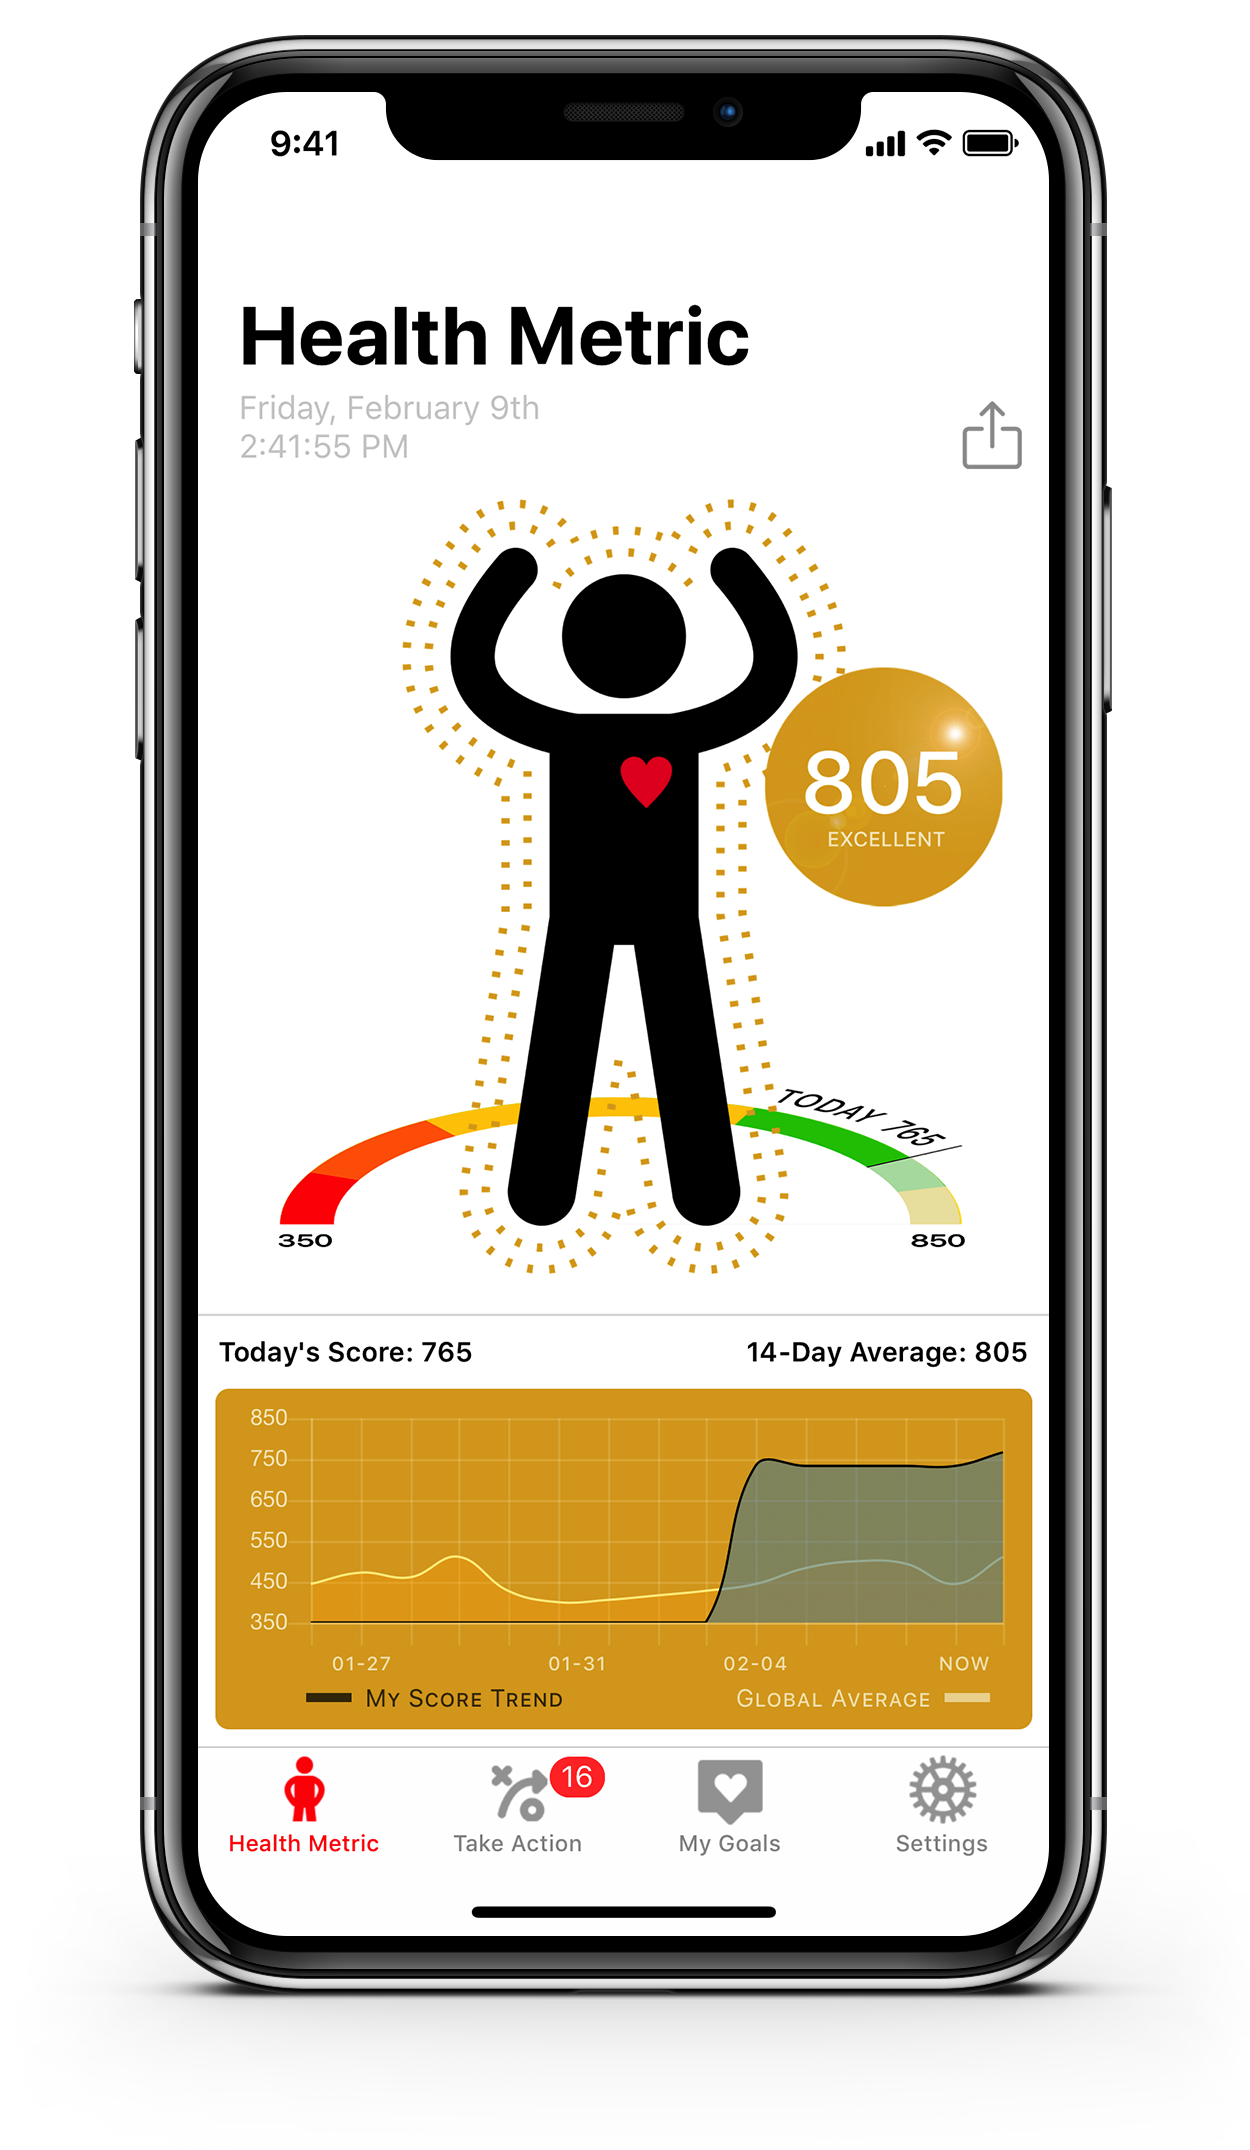 9:41
Health Metric
Friday, February 9th
2:41:55 PM
805
EXCELLENT
TODAY 765
350
850
Today's Score: 765
14-Day Average: 805
850
750
650
550
450
350
01-27
01-31
02-04
NOW
My Score Trend
Global Average
16
Health Metric
Take Action
My Goals
Settings